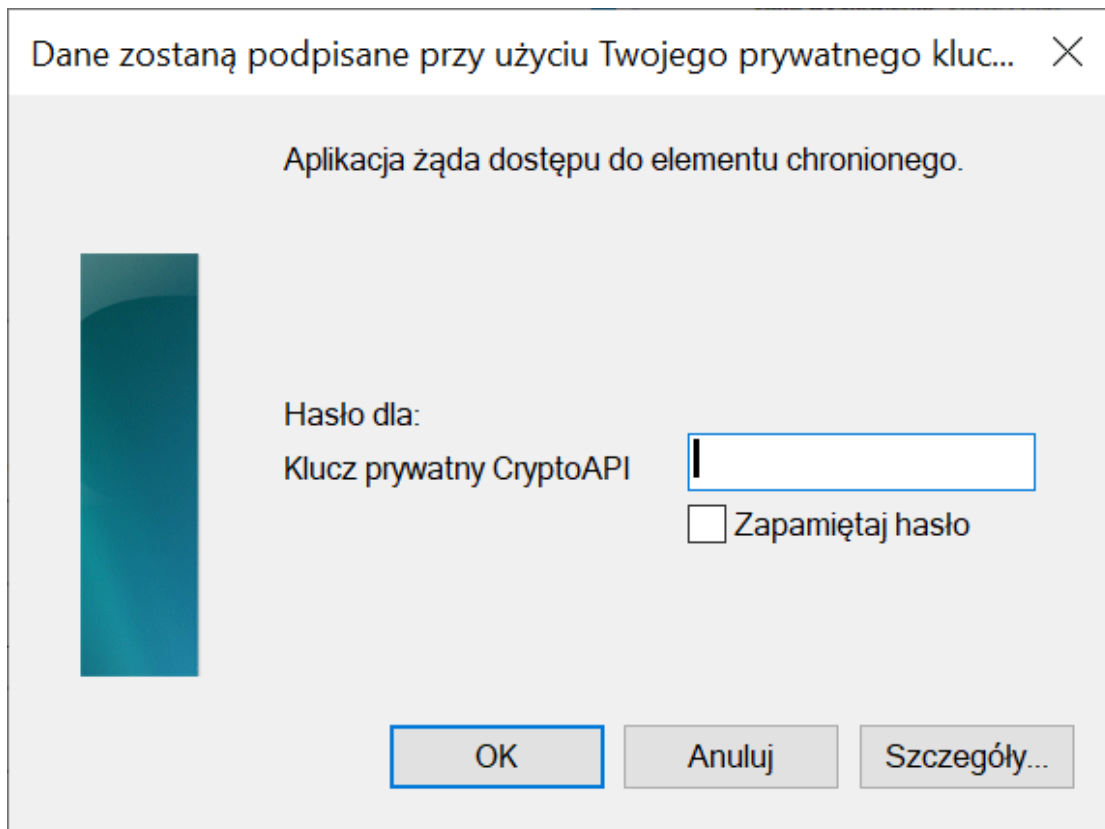 Dane zostaną podpisane przy użyciu Twojego prywatnego kluc...
Aplikacja żąda dostępu do elementu chronionego.
Hasło dla:
Klucz prywatny CryptoAPI
Zapamiętaj hasło
OK
Anuluj
Szczegóły...